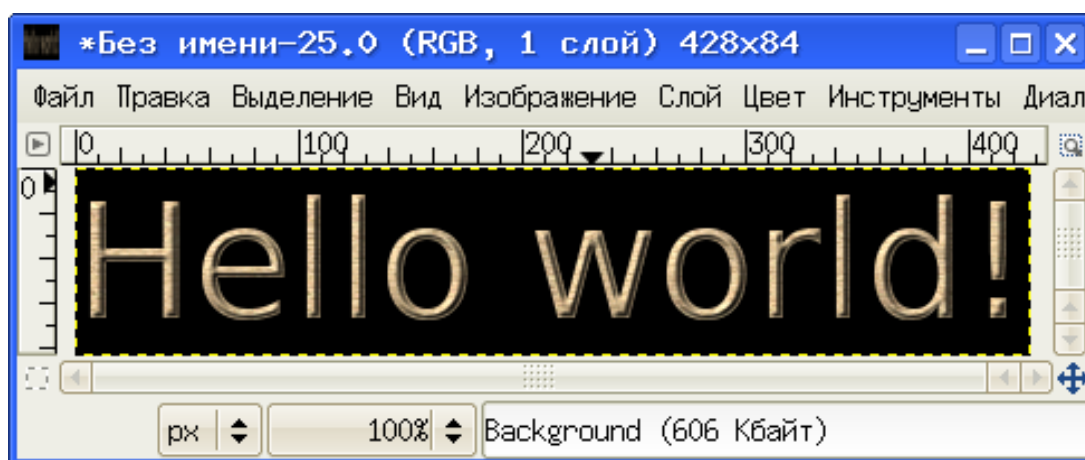 *Без имени-25.0 (RGB, 1 слой) 428x84
Файл Правка Выделение Вид Изображение Слой Цвет Инструменты Диал
0 100 200 300 400
0
Hello world!
px 100% Background (606 Кбайт)